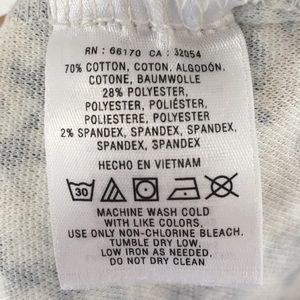 RN : 66170 CA : 32054
70% COTTON, COTON, ALGODÓN,
COTONE, BAUMWOLLE
28% POLYESTER,
POLYESTER, POLIÉSTER,
POLIESTERE, POLYESTER
2% SPANDEX, SPANDEX,
SPANDEX, SPANDEX
HECHO EN VIETNAM
30
MACHINE WASH COLD
WITH LIKE COLORS,
USE ONLY NON-CHLORINE BLEACH.
TUMBLE DRY LOW,
LOW IRON AS NEEDED.
DO NOT DRY CLEAN